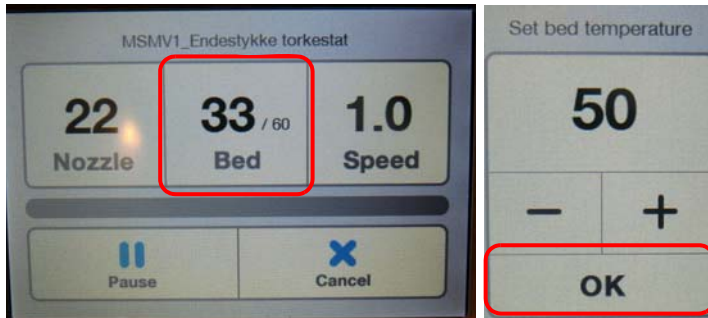 MSMV1_Endestykke torkestat
22 33 / 60 1.0
Nozzle Bed Speed
Pause Cancel
Set bed temperature
50
− +
OK